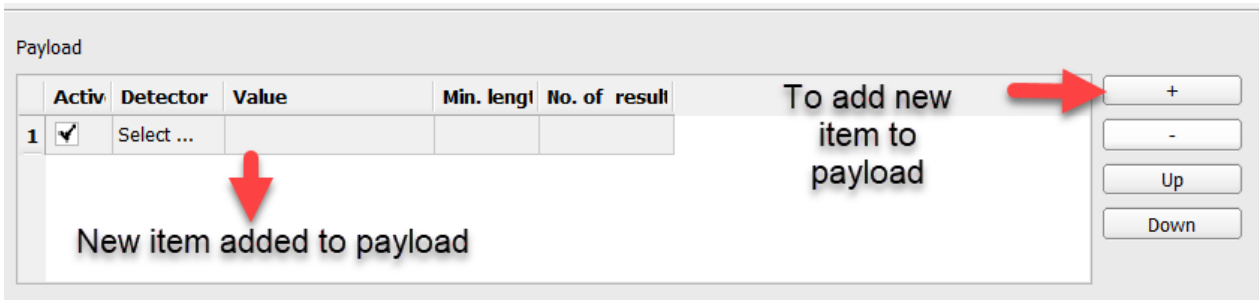 Payload
Activ Detector Value Min. lengt No. of result
To add new
item to
payload
+
1 Select ...
-
Up
Down
New item added to payload